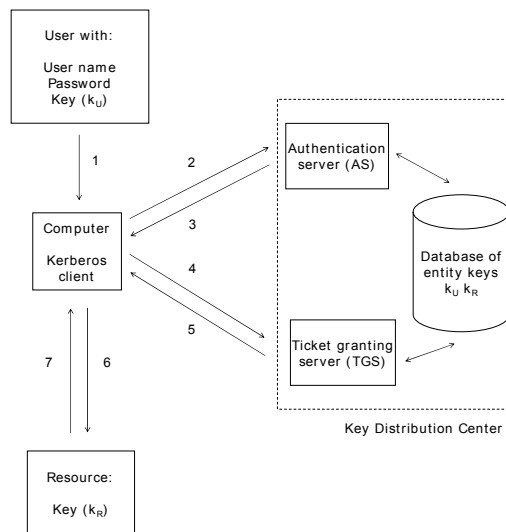 User with:
User name
Password
Key (kU)
1
2
3
4
5
6
7
Computer
Kerberos
client
Authentication
server (AS)
Database of
entity keys
kU kR
Ticket granting
server (TGS)
Key Distribution Center
Resource:
Key (kR)